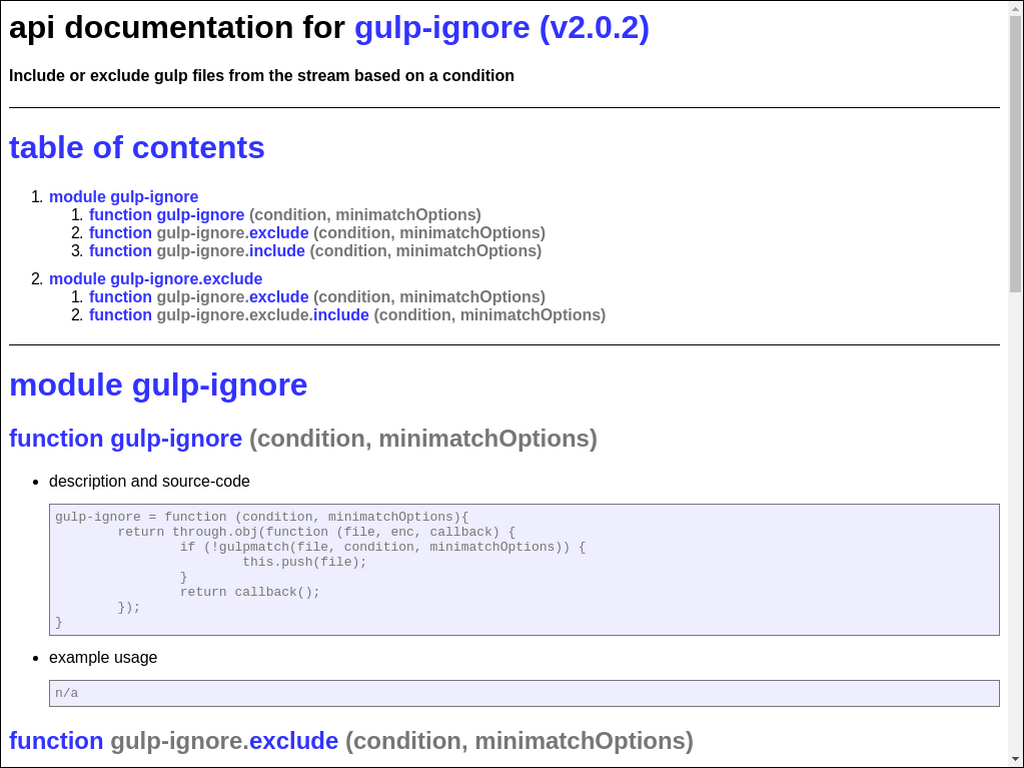 api documentation for gulp-ignore (v2.0.2)
Include or exclude gulp files from the stream based on a condition
table of contents
1. module gulp-ignore
1. function gulp-ignore (condition, minimatchOptions)
2. function gulp-ignore.exclude (condition, minimatchOptions)
3. function gulp-ignore.include (condition, minimatchOptions)
2. module gulp-ignore.exclude
1. function gulp-ignore.exclude (condition, minimatchOptions)
2. function gulp-ignore.exclude.include (condition, minimatchOptions)
module gulp-ignore
function gulp-ignore (condition, minimatchOptions)
• description and source-code
gulp-ignore = function (condition, minimatchOptions){
        return through.obj(function (file, enc, callback) {
                if (!gulpmatch(file, condition, minimatchOptions)) {
                        this.push(file);
                }
                return callback();
        });
}
• example usage
n/a
function gulp-ignore.exclude (condition, minimatchOptions)